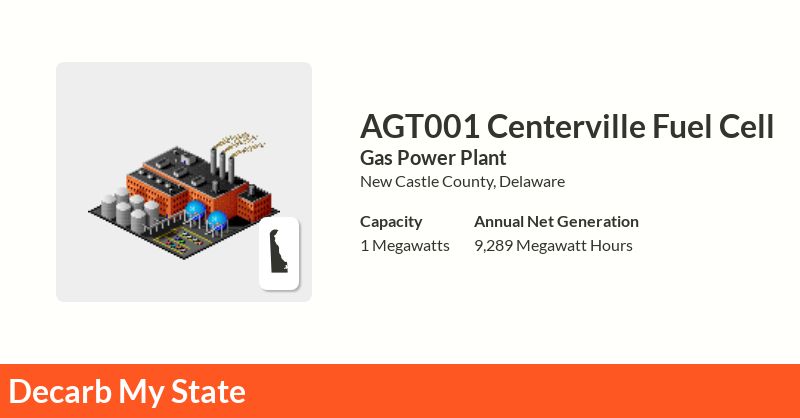 AGT001 Centerville Fuel Cell
Gas Power Plant
New Castle County, Delaware
Capacity
Annual Net Generation
1 Megawatts
9,289 Megawatt Hours
Decarb My State